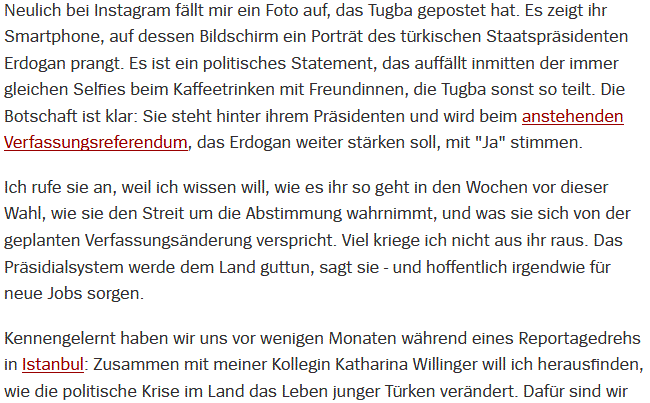 Neulich bei Instagram fällt mir ein Foto auf, das Tugba gepostet hat. Es zeigt ihr
Smartphone, auf dessen Bildschirm ein Porträt des türkischen Staatspräsidenten
Erdogan prangt. Es ist ein politisches Statement, das auffällt inmitten der immer
gleichen Selfies beim Kaffeetrinken mit Freundinnen, die Tugba sonst so teilt. Die
Botschaft ist klar: Sie steht hinter ihrem Präsidenten und wird beim anstehenden
Verfassungsreferendum, das Erdogan weiter stärken soll, mit "Ja" stimmen.
Ich rufe sie an, weil ich wissen will, wie es ihr so geht in den Wochen vor dieser
Wahl, wie sie den Streit um die Abstimmung wahrnimmt, und was sie sich von der
geplanten Verfassungsänderung verspricht. Viel kriege ich nicht aus ihr raus. Das
Präsidialsystem werde dem Land guttun, sagt sie - und hoffentlich irgendwie für
neue Jobs sorgen.
Kennengelernt haben wir uns vor wenigen Monaten während eines Reportagedrehs
in Istanbul: Zusammen mit meiner Kollegin Katharina Willinger will ich herausfinden,
wie die politische Krise im Land das Leben junger Türken verändert. Dafür sind wir